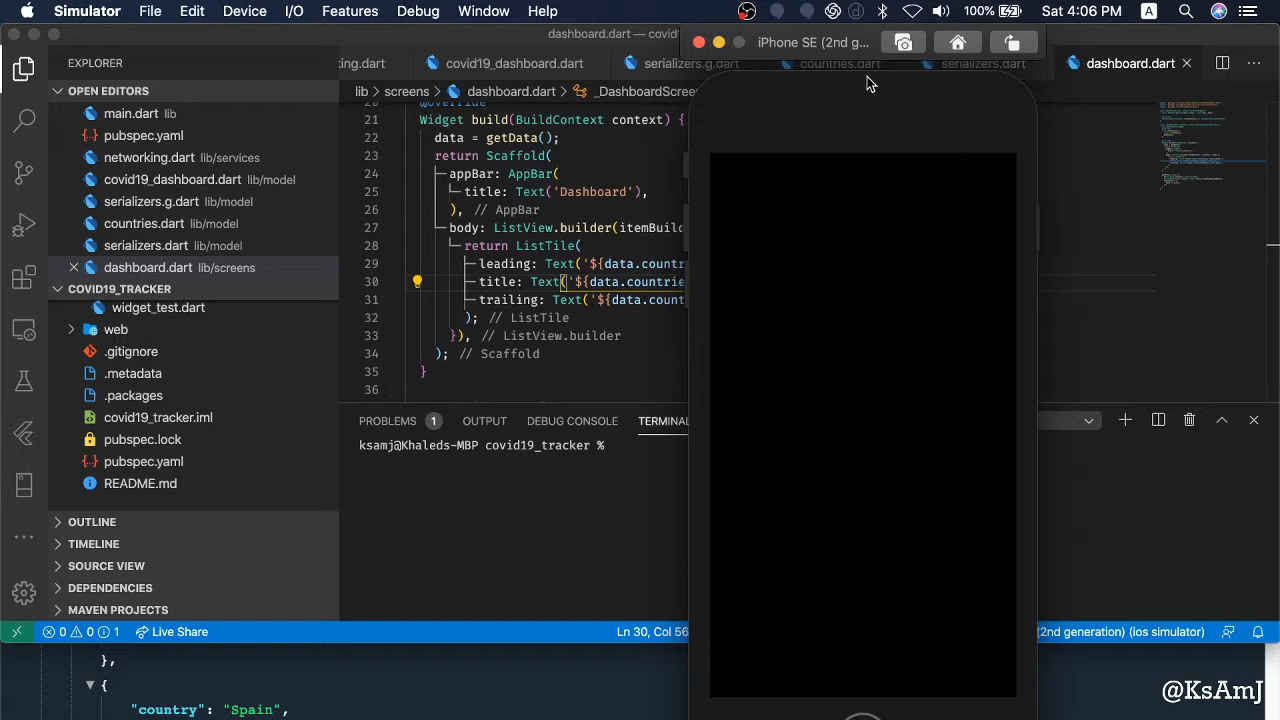 Simulator File Edit Device I/O Features Debug Window Help 100% Sat 4:06 PM A
dashboard.dart — covid19
iPhone SE (2nd g...
EXPLORER
king.dart covid19_dashboard.dart serializers.g.dart countries.dart serializers.dart dashboard.dart
OPEN EDITORS
main.dart lib
pubspec.yaml
networking.dart lib/services
covid19_dashboard.dart lib/model
serializers.g.dart lib/model
countries.dart lib/model
serializers.dart lib/model
dashboard.dart lib/screens
COVID19_TRACKER
widget_test.dart
web
.gitignore
.metadata
.packages
covid19_tracker.iml
pubspec.lock
pubspec.yaml
README.md
OUTLINE
TIMELINE
SOURCE VIEW
DEPENDENCIES
MAVEN PROJECTS
lib > screens > dashboard.dart > _DashboardScree
20 @override
21 Widget build(BuildContext context) {
22 data = getData();
23 return Scaffold(
24 appBar: AppBar(
25 title: Text('Dashboard'),
26 ), // AppBar
27 body: ListView.builder(itemBuil
28 return ListTile(
29 leading: Text('${data.countr
30 title: Text('${data.countrie
31 trailing: Text('${data.count
32 ); // ListTile
33 }), // ListView.builder
34 ); // Scaffold
35 }
36
PROBLEMS 1 OUTPUT DEBUG CONSOLE TERMINAL
ksamj@Khaleds-MBP covid19_tracker %
0 0 1 Live Share Ln 30, Col 56 (2nd generation) (ios simulator)
},
{
"country": "Spain",
@KsAmJ